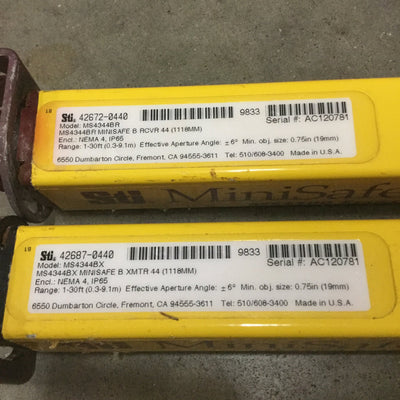 B1
Sti 42672-0440 9833 Serial #: AC120781
Model: MS4344BR
MS4344BR MINISAFE B RCVR 44 (1118MM)
Encl.: NEMA 4, IP65
Range: 1-30ft (0.3-9.1m) Effective Aperture Angle: ± 6° Min. obj. size: 0.75in (19mm)
6550 Dumbarton Circle, Fremont, CA 94555-3611 Tel: 510/608-3400 Made in U.S.A.
Sti MiniSafe
B1
Sti 42687-0440 9833 Serial #: AC120781
Model: MS4344BX
MS4344BX MINISAFE B XMTR 44 (1118MM)
Encl.: NEMA 4, IP65
Range: 1-30ft (0.3-9.1m) Effective Aperture Angle: ± 6° Min. obj. size: 0.75in (19mm)
6550 Dumbarton Circle, Fremont, CA 94555-3611 Tel: 510/608-3400 Made in U.S.A.